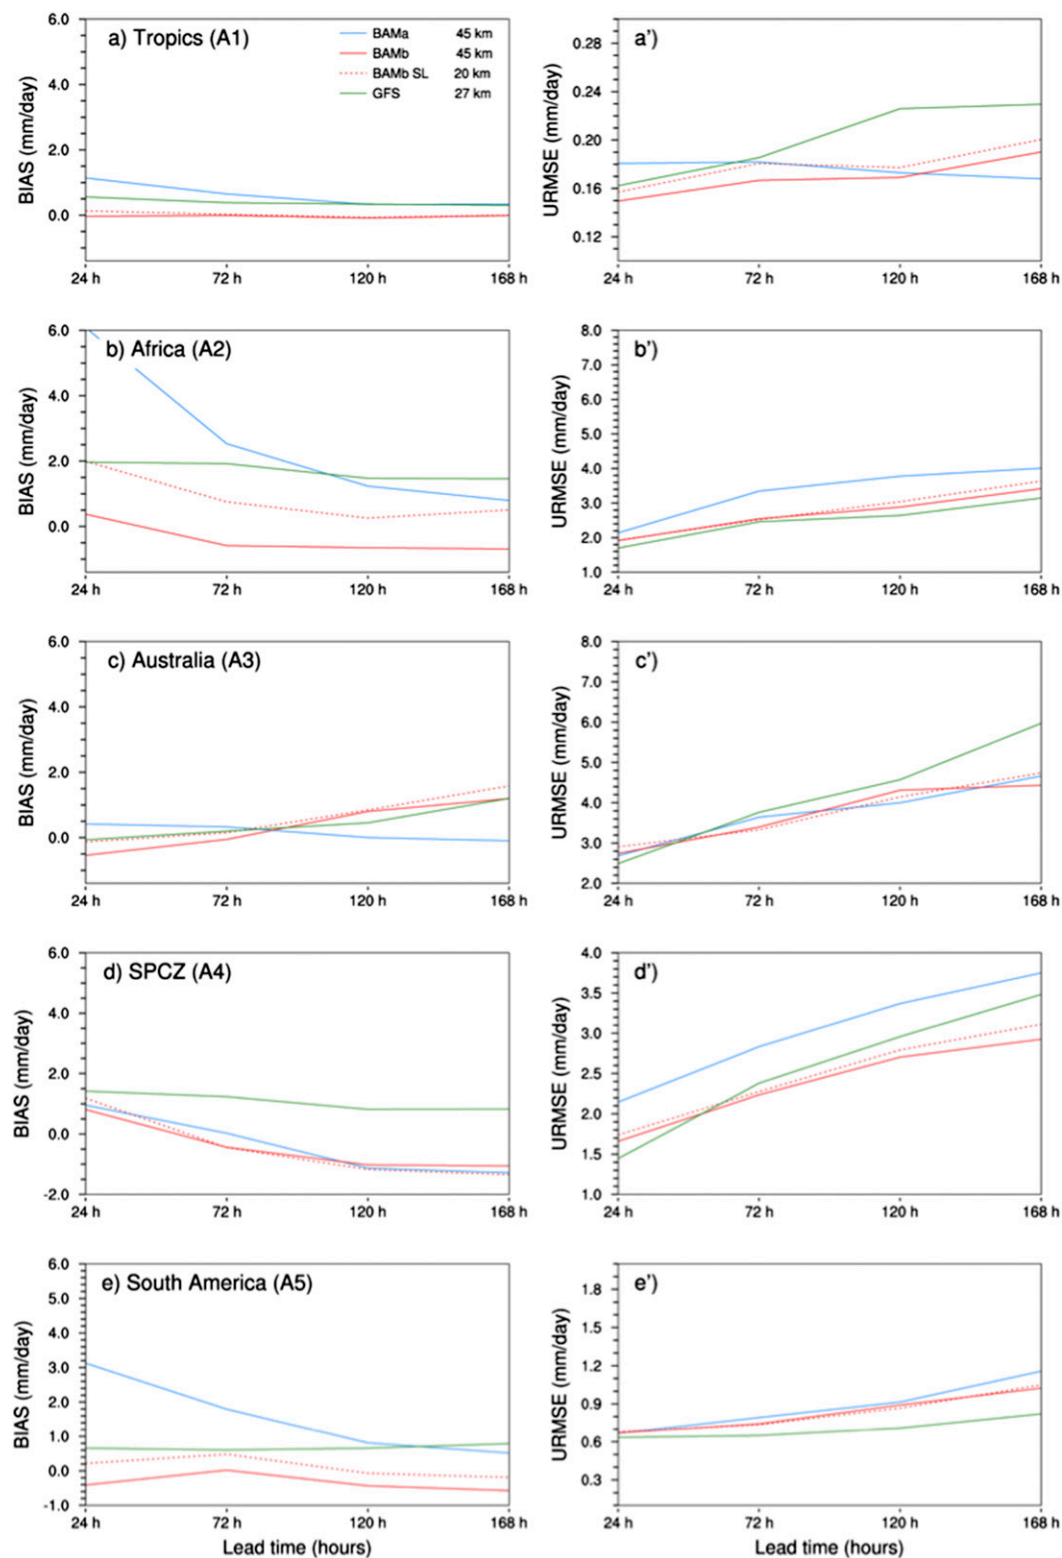 a) Tropics (A1)
BAMa 45 km
BAMb 45 km
BAMb SL 20 km
GFS 27 km
BIAS (mm/day)
6.0
4.0
2.0
0.0
24 h 72 h 120 h 168 h
a')
URMSE (mm/day)
0.28
0.24
0.20
0.16
0.12
24 h 72 h 120 h 168 h
b) Africa (A2)
BIAS (mm/day)
6.0
4.0
2.0
0.0
24 h 72 h 120 h 168 h
b')
URMSE (mm/day)
8.0
7.0
6.0
5.0
4.0
3.0
2.0
1.0
24 h 72 h 120 h 168 h
c) Australia (A3)
BIAS (mm/day)
6.0
4.0
2.0
0.0
24 h 72 h 120 h 168 h
c')
URMSE (mm/day)
8.0
7.0
6.0
5.0
4.0
3.0
2.0
24 h 72 h 120 h 168 h
d) SPCZ (A4)
BIAS (mm/day)
6.0
4.0
2.0
0.0
-2.0
24 h 72 h 120 h 168 h
d')
URMSE (mm/day)
4.0
3.5
3.0
2.5
2.0
1.5
1.0
24 h 72 h 120 h 168 h
e) South America (A5)
BIAS (mm/day)
6.0
5.0
4.0
3.0
2.0
1.0
0.0
-1.0
24 h 72 h 120 h 168 h
Lead time (hours)
e')
URMSE (mm/day)
1.8
1.5
1.2
0.9
0.6
0.3
24 h 72 h 120 h 168 h
Lead time (hours)